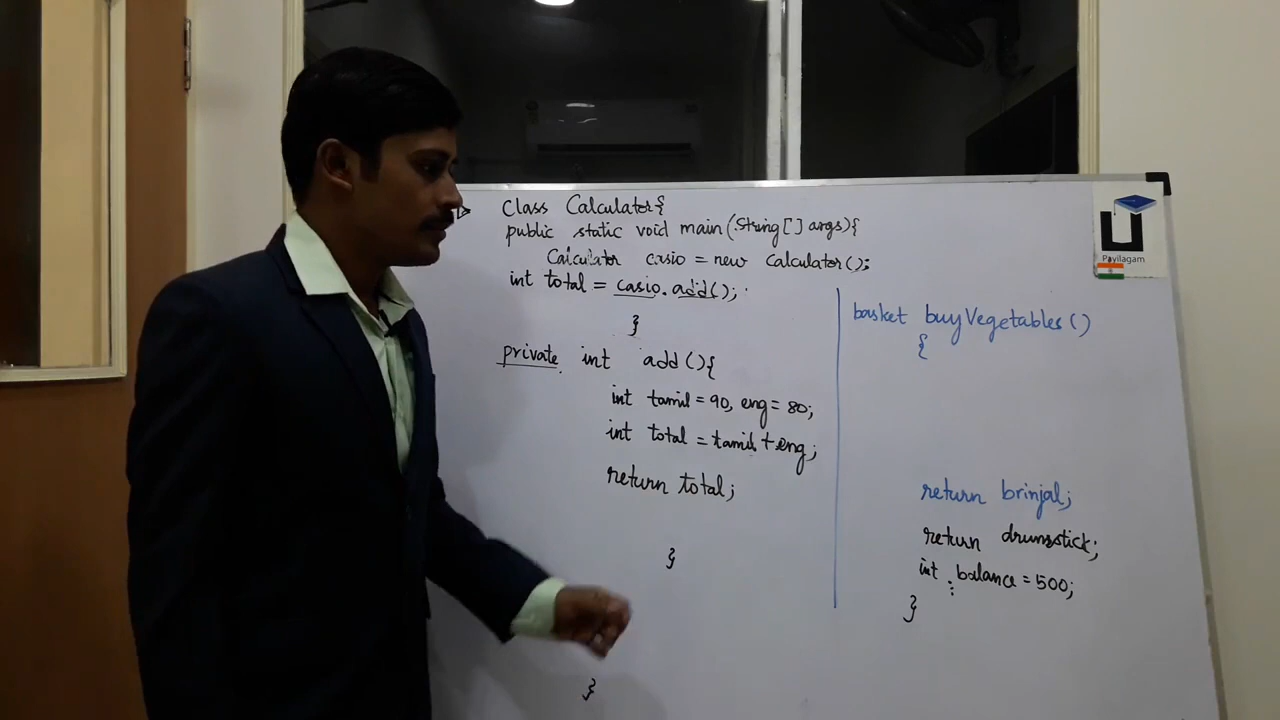 Class Calculator{
public static void main(String[] args){
Calculator casio = new calculator();
int total = casio.add();
}
private int add(){
int tamil = 90, eng = 80;
int total = tamil + eng;
return total;
}
}
basket buyVegetables()
{
return brinjal;
return drumsstick;
int balance = 500;
}
Payilagam